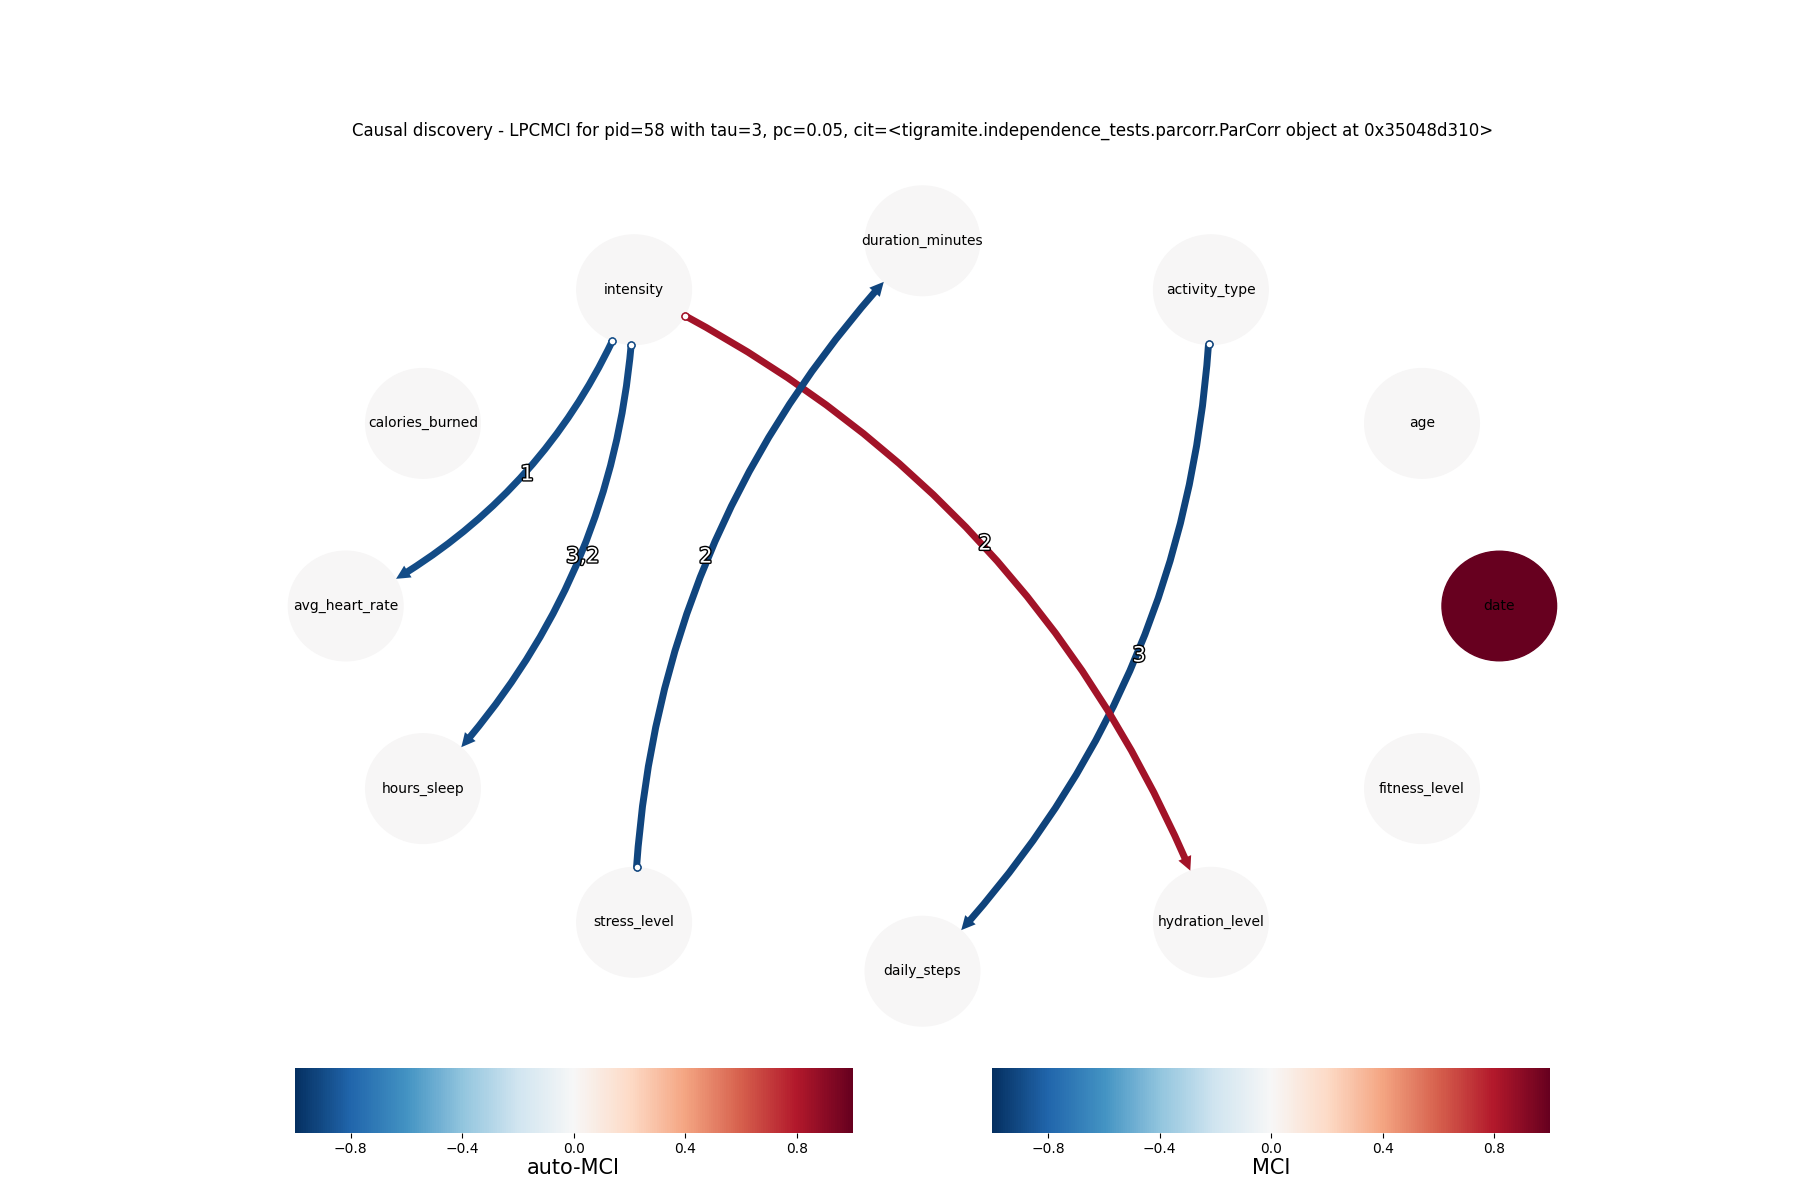 Causal discovery - LPCMCI for pid=58 with tau=3, pc=0.05, cit=<tigramite.independence_tests.parcorr.ParCorr object at 0x35048d310>
duration_minutes
intensity
activity_type
calories_burned
age
1
2
3,2
2
avg_heart_rate
date
3
hours_sleep
fitness_level
stress_level
hydration_level
daily_steps
−0.8 −0.4 0.0 0.4 0.8
auto-MCI
−0.8 −0.4 0.0 0.4 0.8
MCI